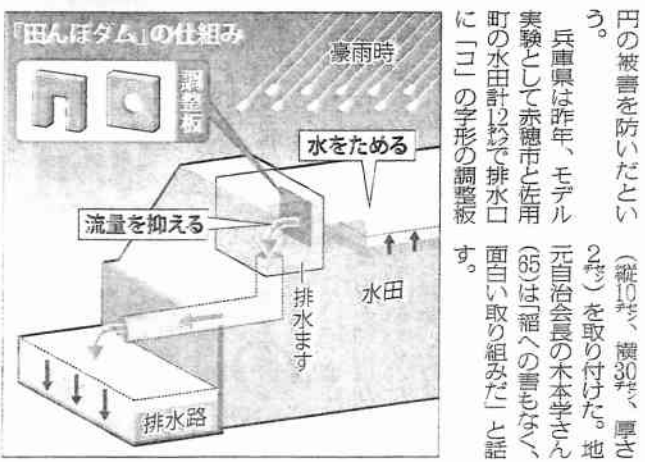 円の被害を防いだとい
う。
兵庫県は昨年、モデル
実験として赤穂市と佐用
町の水田計12㌶で排水口
に「コ」の字形の調整板
(縦10㌢、横30㌢、厚さ
2㌢)を取り付けた。地
元自治会長の木本学さん
(65)は「稲への害もなく、
面白い取り組みだ」と話
す。
『田んぼダム』の仕組み
調整板
豪雨時
水をためる
流量を抑える
排水ます
水田
排水路